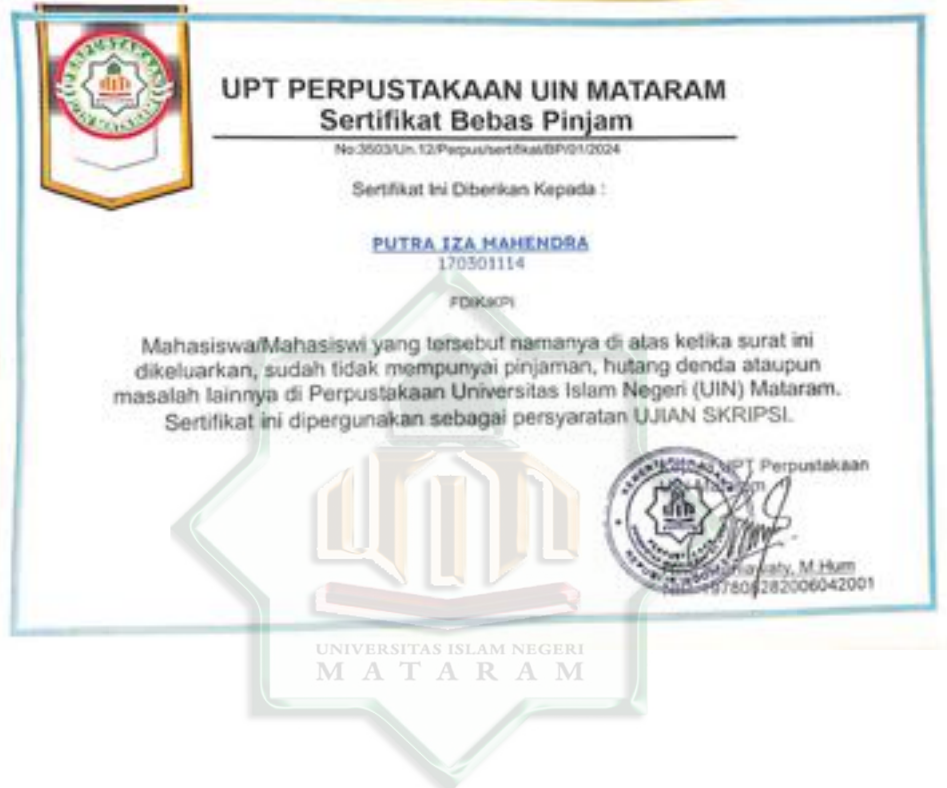 UPT PERPUSTAKAAN UIN MATARAM
Sertifikat Bebas Pinjam
No:3503/Un.12/Perpus/sertifikat/BP/01/2024
Sertifikat Ini Diberikan Kepada :
PUTRA IZA MAHENDRA
170301114
FDIK/KPI
Mahasiswa/Mahasiswi yang tersebut namanya di atas ketika surat ini
dikeluarkan, sudah tidak mempunyai pinjaman, hutang denda ataupun
masalah lainnya di Perpustakaan Universitas Islam Negeri (UIN) Mataram.
Sertifikat ini dipergunakan sebagai persyaratan UJIAN SKRIPSI.
UPT Perpustakaan
M.Hum
UNIVERSITAS ISLAM NEGERI
MATARAM